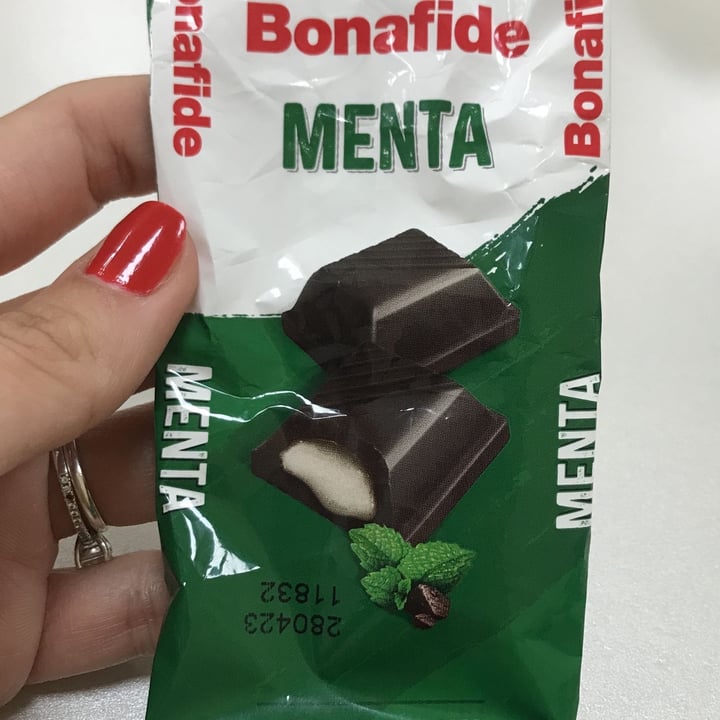 Bonafide
Bonafide
Bonafi
MENTA
MENTA
MENTA
280423
11832